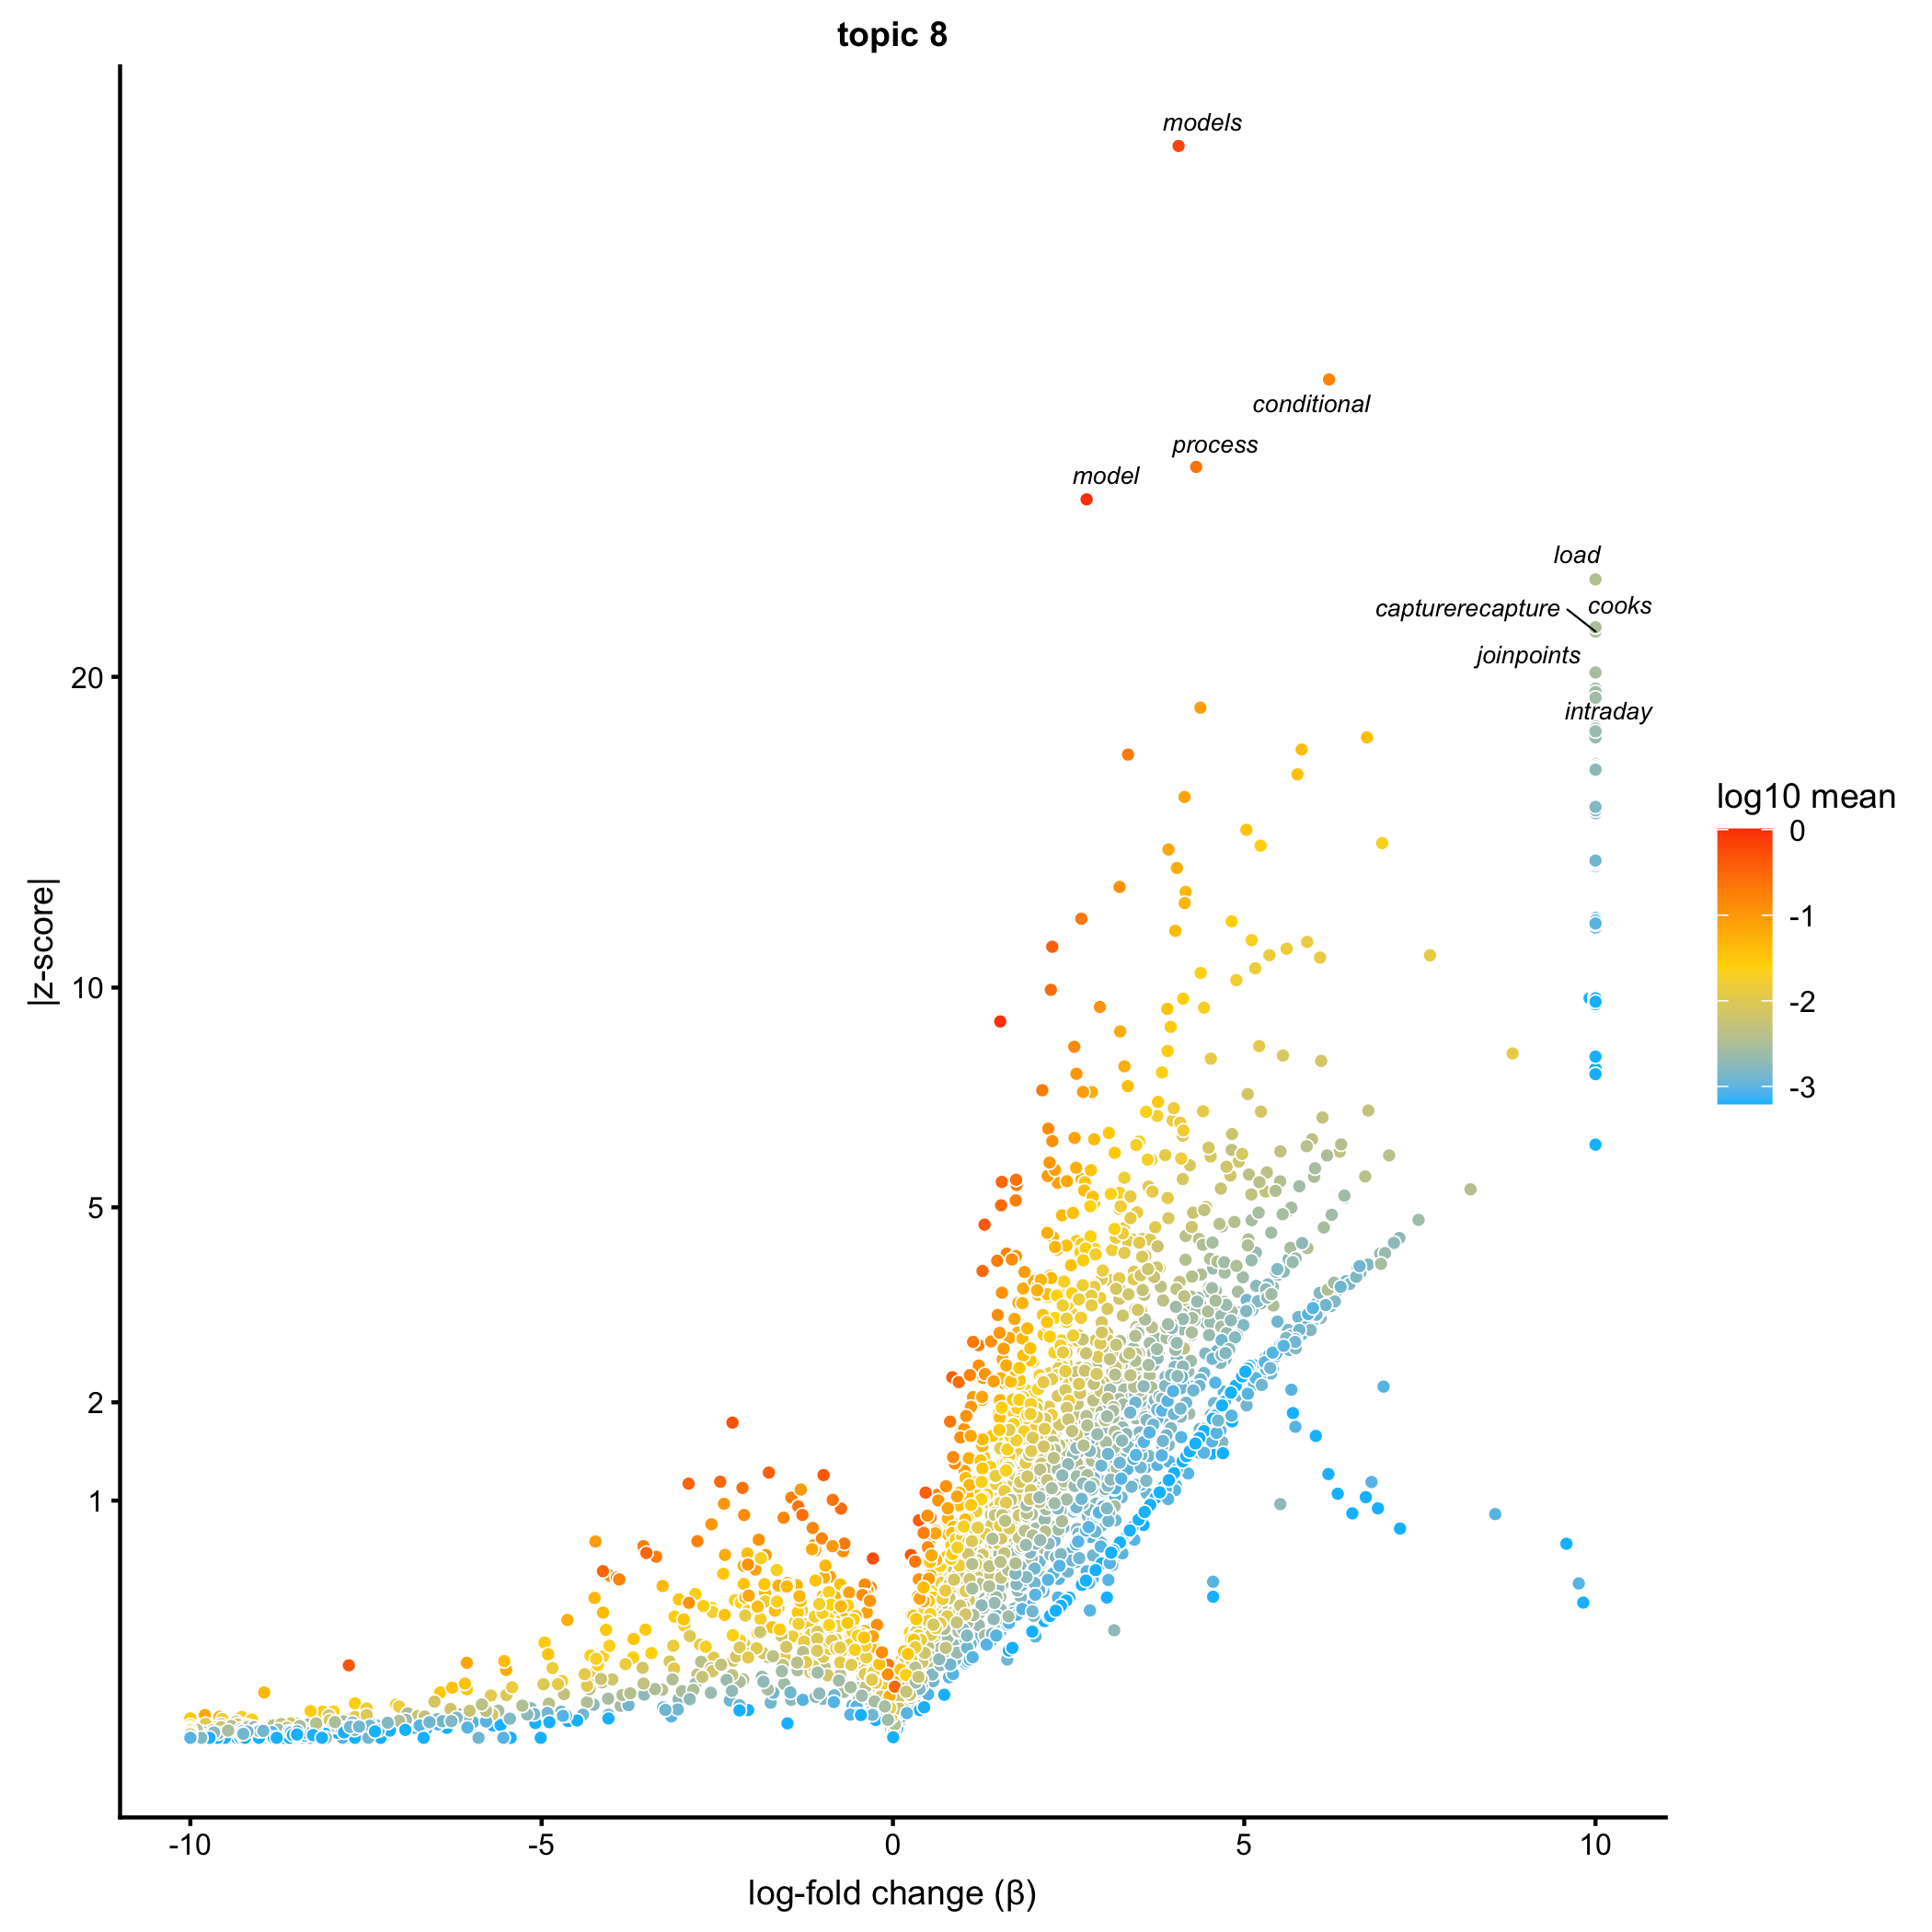 topic 8
models
conditional
process
model
load
capturerecapture
cooks
joinpoints
intraday
20
10
5
2
1
|z-score|
-10
-5
0
5
10
log-fold change (β)
log10 mean
0
-1
-2
-3